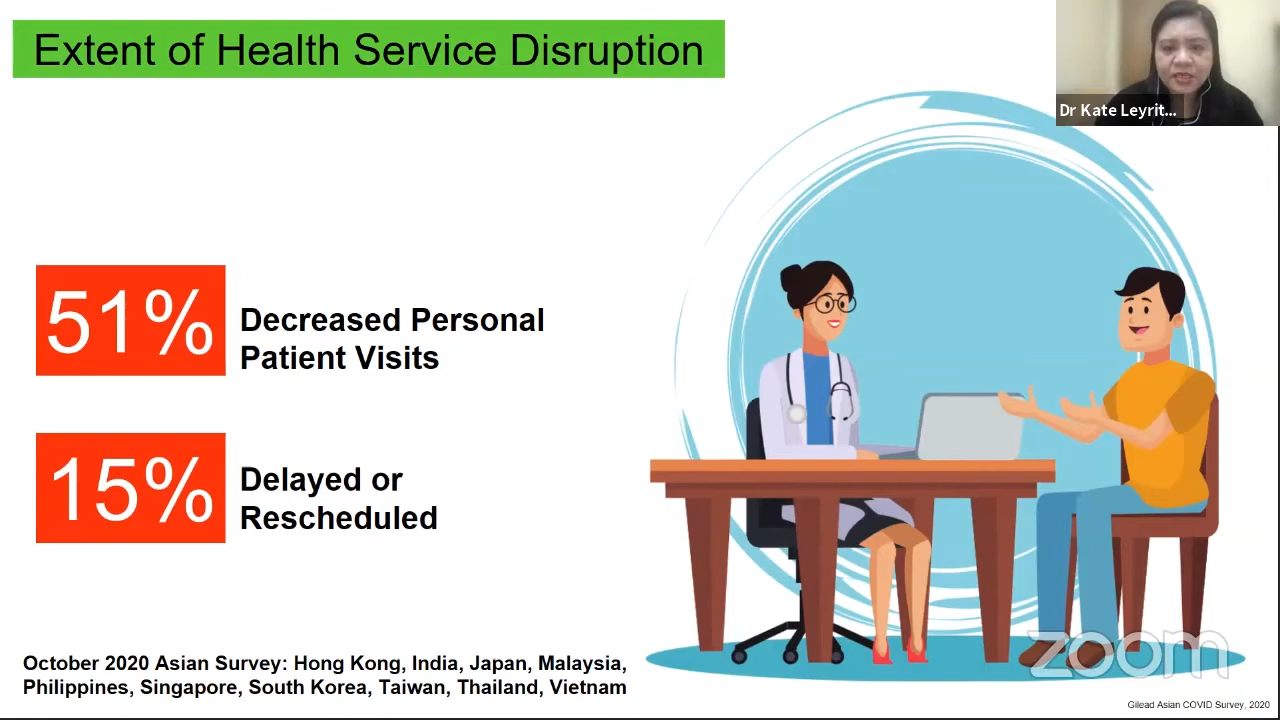 Extent of Health Service Disruption
Dr Kate Leyrit...
51%
Decreased Personal
Patient Visits
15%
Delayed or
Rescheduled
October 2020 Asian Survey: Hong Kong, India, Japan, Malaysia,
Philippines, Singapore, South Korea, Taiwan, Thailand, Vietnam
zoom
Gilead Asian COVID Survey, 2020